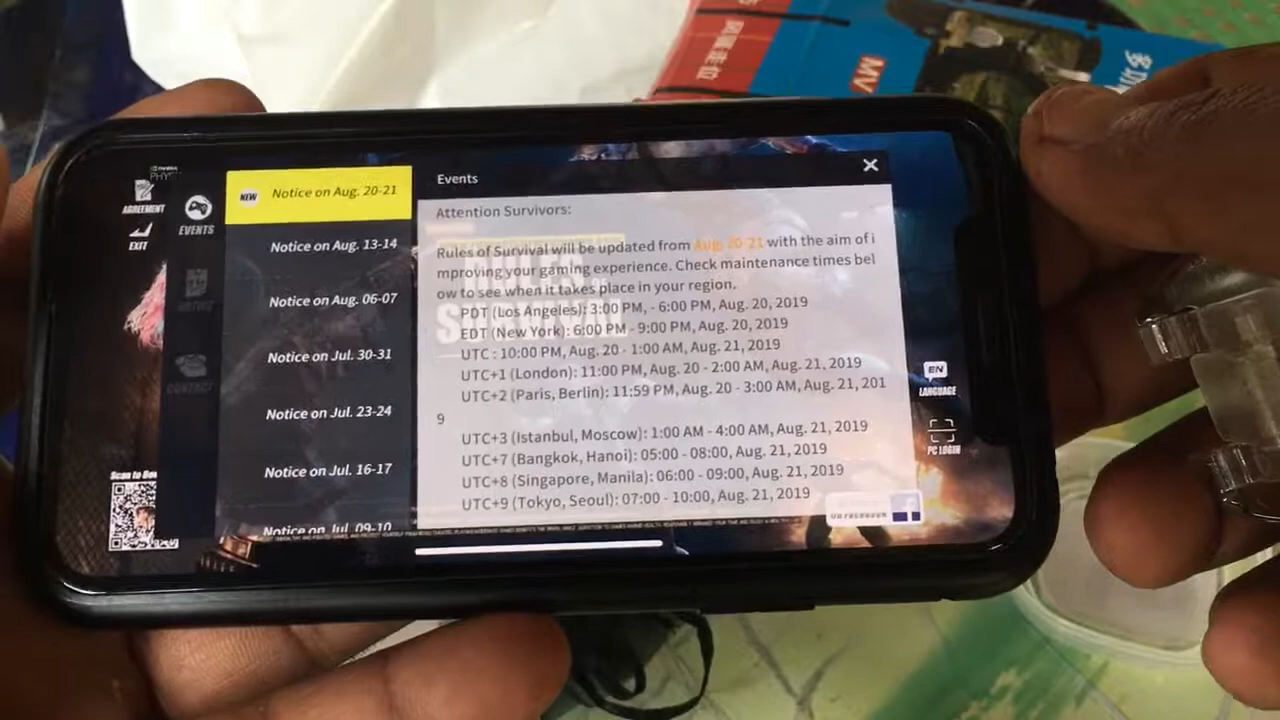 MV
AGREEMENT
EXIT
EVENTS
NOTICE
CONTACT
NEW
Notice on Aug. 20-21
Notice on Aug. 13-14
Notice on Aug. 06-07
Notice on Jul. 30-31
Notice on Jul. 23-24
Notice on Jul. 16-17
Notice on Jul. 09-10
Events
Attention Survivors:
Rules of Survival will be updated from Aug. 20-21 with the aim of i
mproving your gaming experience. Check maintenance times bel
ow to see when it takes place in your region.
PDT (Los Angeles): 3:00 PM, - 6:00 PM, Aug. 20, 2019
EDT (New York): 6:00 PM - 9:00 PM, Aug. 20, 2019
UTC : 10:00 PM, Aug. 20 - 1:00 AM, Aug. 21, 2019
UTC+1 (London): 11:00 PM, Aug. 20 - 2:00 AM, Aug. 21, 2019
UTC+2 (Paris, Berlin): 11:59 PM, Aug. 20 - 3:00 AM, Aug. 21, 201
9
UTC+3 (Istanbul, Moscow): 1:00 AM - 4:00 AM, Aug. 21, 2019
UTC+7 (Bangkok, Hanoi): 05:00 - 08:00, Aug. 21, 2019
UTC+8 (Singapore, Manila): 06:00 - 09:00, Aug. 21, 2019
UTC+9 (Tokyo, Seoul): 07:00 - 10:00, Aug. 21, 2019
EN
LANGUAGE
PC LOGIN